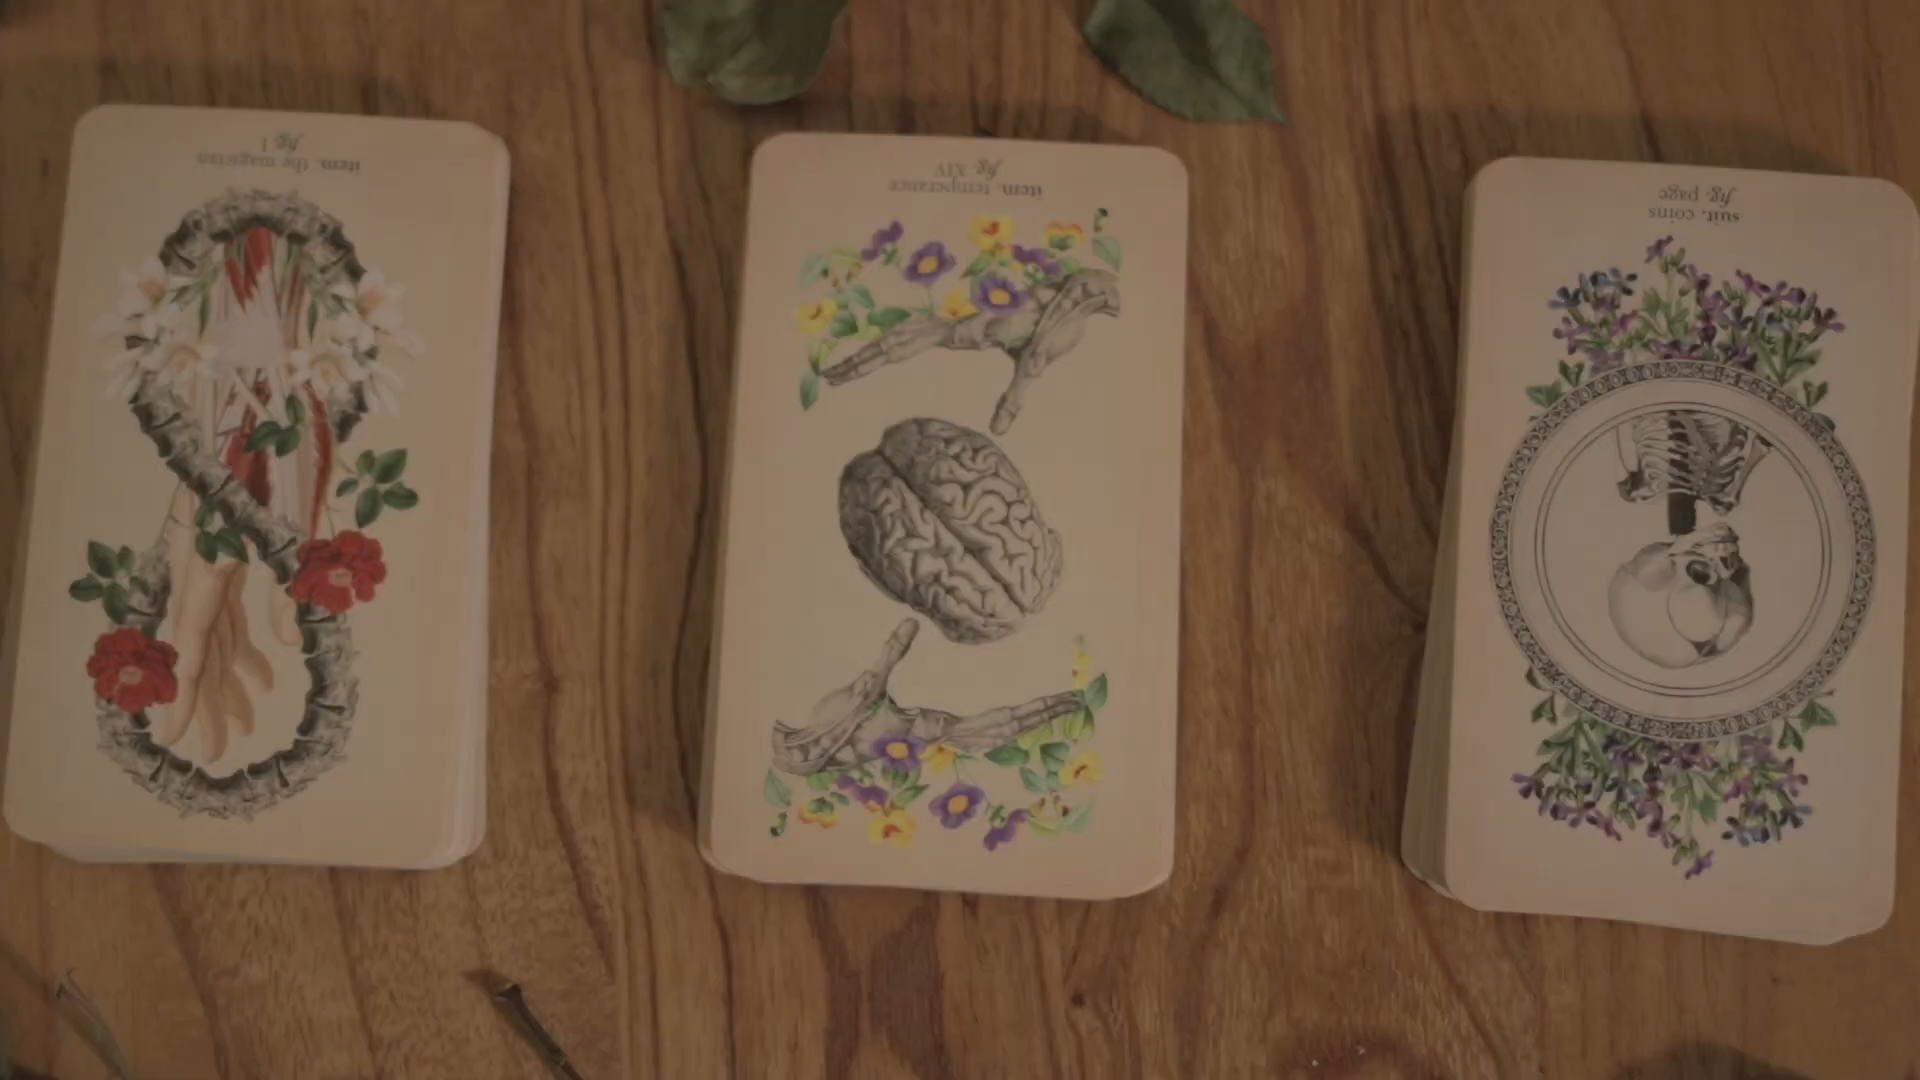 item. the magician
fig. I
item. temperance
fig. XIV
suit. coins
fig. page